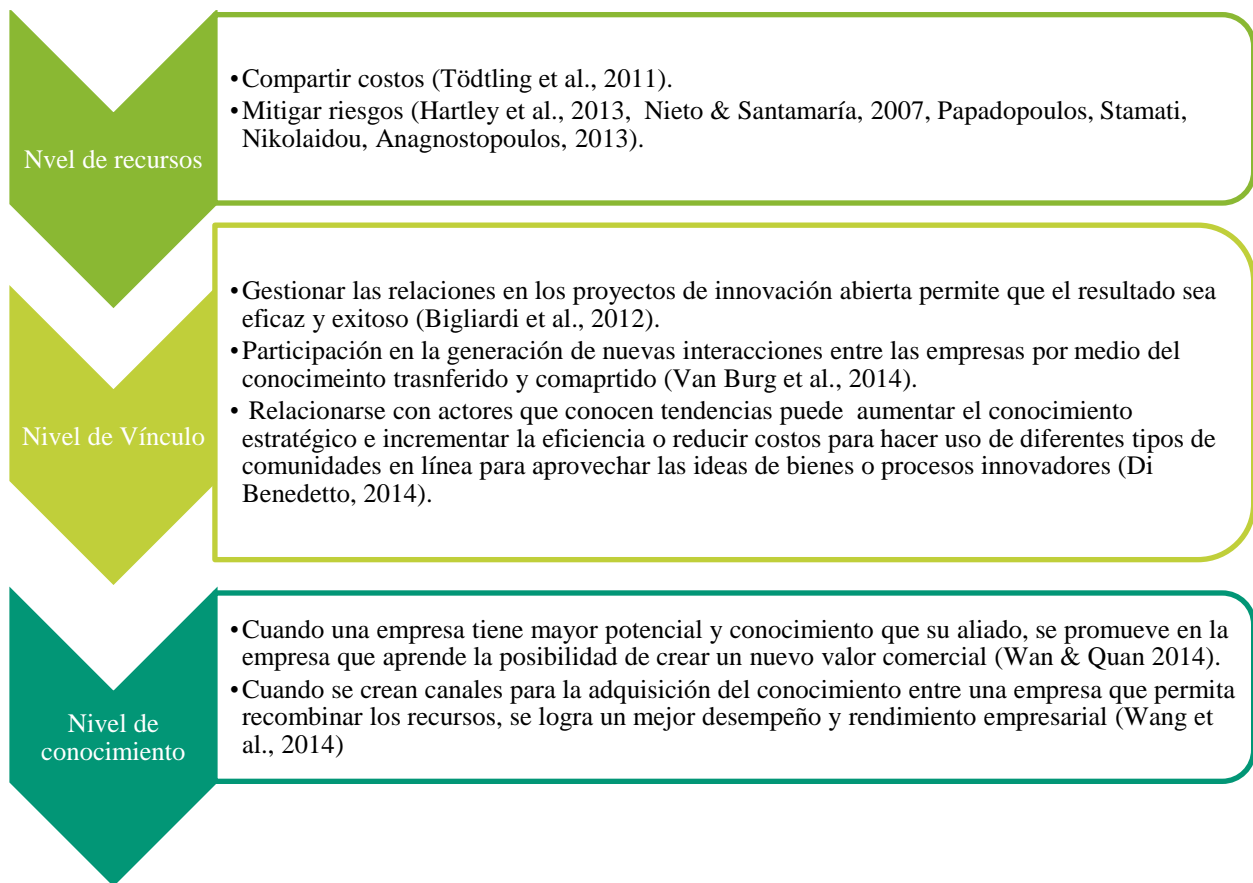 Nvel de recursos
•Compartir costos (Tödtling et al., 2011).
•Mitigar riesgos (Hartley et al., 2013,  Nieto & Santamaría, 2007, Papadopoulos, Stamati,
Nikolaidou, Anagnostopoulos, 2013).
Nivel de Vínculo
•Gestionar las relaciones en los proyectos de innovación abierta permite que el resultado sea
eficaz y exitoso (Bigliardi et al., 2012).
•Participación en la generación de nuevas interacciones entre las empresas por medio del
conocimeinto trasnferido y comaprtido (Van Burg et al., 2014).
• Relacionarse con actores que conocen tendencias puede  aumentar el conocimiento
estratégico e incrementar la eficiencia o reducir costos para hacer uso de diferentes tipos de
comunidades en línea para aprovechar las ideas de bienes o procesos innovadores (Di
Benedetto, 2014).
Nivel de
conocimiento
•Cuando una empresa tiene mayor potencial y conocimiento que su aliado, se promueve en la
empresa que aprende la posibilidad de crear un nuevo valor comercial (Wan & Quan 2014).
•Cuando se crean canales para la adquisición del conocimiento entre una empresa que permita
recombinar los recursos, se logra un mejor desempeño y rendimiento empresarial (Wang et
al., 2014)